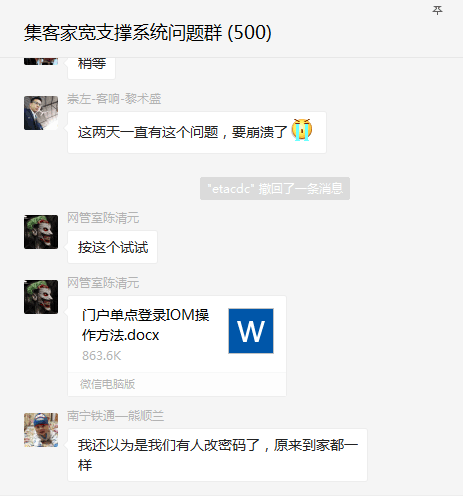 集客家宽支撑系统问题群 (500)
稍等
崇左-客响-黎术盛
这两天一直有这个问题，要崩溃了
"etacdc" 撤回了一条消息
网管室陈清元
按这个试试
网管室陈清元
门户单点登录IOM操
作方法.docx
W
863.6K
微信电脑版
南宁铁通—熊顺兰
我还以为是我们有人改密码了，原来到家都一
样